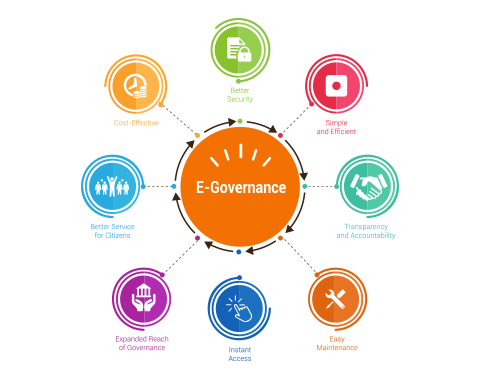 Better
Security
Cost-Effective
Simple
and Efficient
E-Governance
Better Service
for Citizens
Transparency
and Accountability
Expanded Reach
of Governance
Instant
Access
Easy
Maintenance